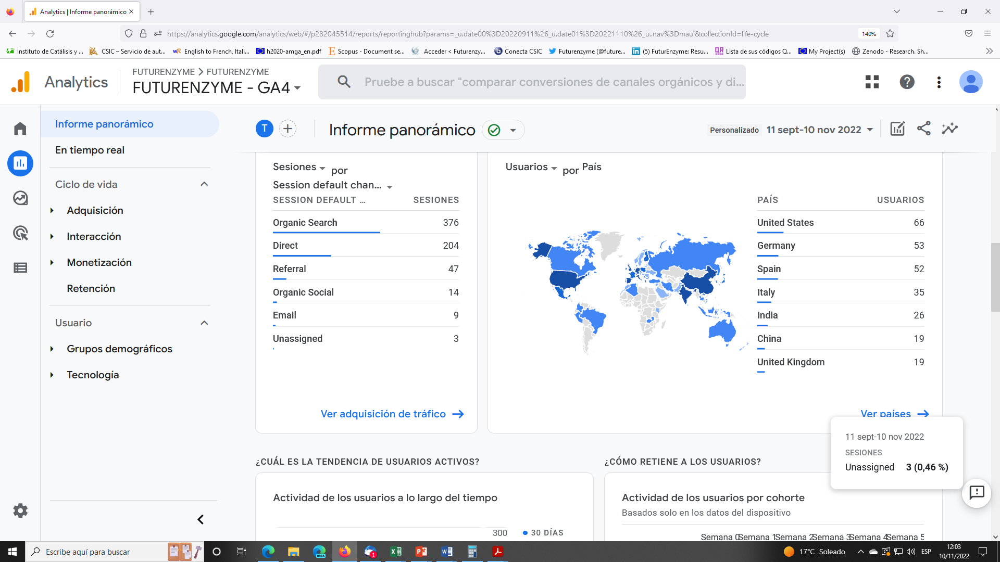 Analytics | Informe panorámico
https://analytics.google.com/analytics/web/#/p282045514/reports/reportinghub?params=_u.date00%3D20220911%26_u.date01%3D20221110%26_u..nav%3Dmaui&collectionId=life-cycle
140%
Instituto de Catálisis y ...
CSIC – Servicio de aut...
wR English to French, Itali...
h2020-amga_en.pdf
Scopus - Document se...
Acceder < Futurenzy...
Conecta CSIC
Futurenzyme (@future...
(5) FuturEnzyme: Resu...
Lista de sus códigos Q...
My Project(s)
Zenodo - Research. Sh...
Analytics
FUTURENZYME > FUTURENZYME
FUTURENZYME - GA4
Pruebe a buscar "comparar conversiones de canales orgánicos y di...
Informe panorámico
En tiempo real
Ciclo de vida
Adquisición
Interacción
Monetización
Retención
Usuario
Grupos demográficos
Tecnología
T
Informe panorámico
Personalizado 11 sept-10 nov 2022
Sesiones por
Session default chan...
SESSION DEFAULT ... SESIONES
Organic Search 376
Direct 204
Referral 47
Organic Social 14
Email 9
Unassigned 3
Ver adquisición de tráfico
Usuarios por País
PAÍS USUARIOS
United States 66
Germany 53
Spain 52
Italy 35
India 26
China 19
United Kingdom 19
Ver países
11 sept-10 nov 2022
SESIONES
Unassigned 3 (0,46 %)
¿CUÁL ES LA TENDENCIA DE USUARIOS ACTIVOS?
Actividad de los usuarios a lo largo del tiempo
300
30 DÍAS
¿CÓMO RETIENE A LOS USUARIOS?
Actividad de los usuarios por cohorte
Basados solo en los datos del dispositivo
Semana 0 Semana 1 Semana 2 Semana 3 Semana 4 Semana 5
Escribe aquí para buscar
BETA
1
17°C Soleado
ESP
12:03
10/11/2022